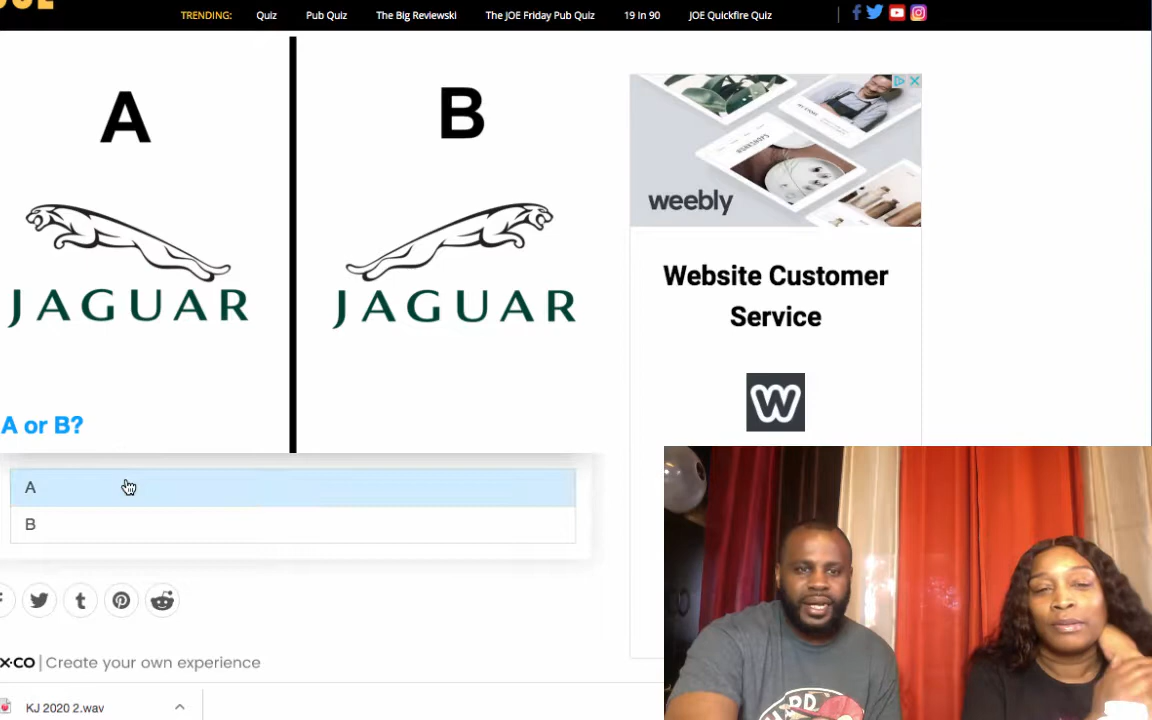 JOE
TRENDING:
Quiz
Pub Quiz
The Big Reviewski
The JOE Friday Pub Quiz
19 In 90
JOE Quickfire Quiz
A
B
JAGUAR
JAGUAR
weebly
Website Customer
Service
W
A or B?
A
B
X•CO | Create your own experience
KJ 2020 2.wav